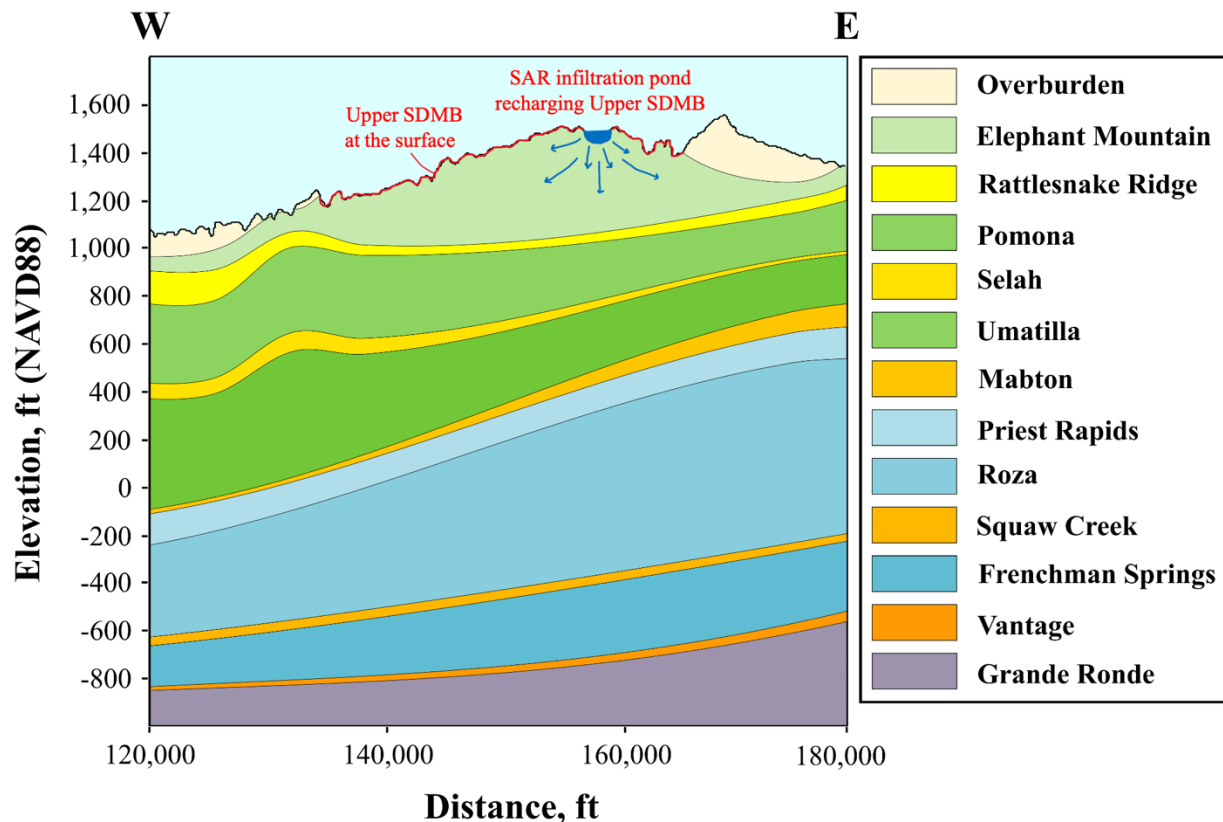 W
E
SAR infiltration pond
recharging Upper SDMB
Upper SDMB
at the surface
Elevation, ft (NAVD88)
1,600
1,400
1,200
1,000
800
600
400
200
0
-200
-400
-600
-800
120,000
140,000
160,000
180,000
Distance, ft
Overburden
Elephant Mountain
Rattlesnake Ridge
Pomona
Selah
Umatilla
Mabton
Priest Rapids
Roza
Squaw Creek
Frenchman Springs
Vantage
Grande Ronde